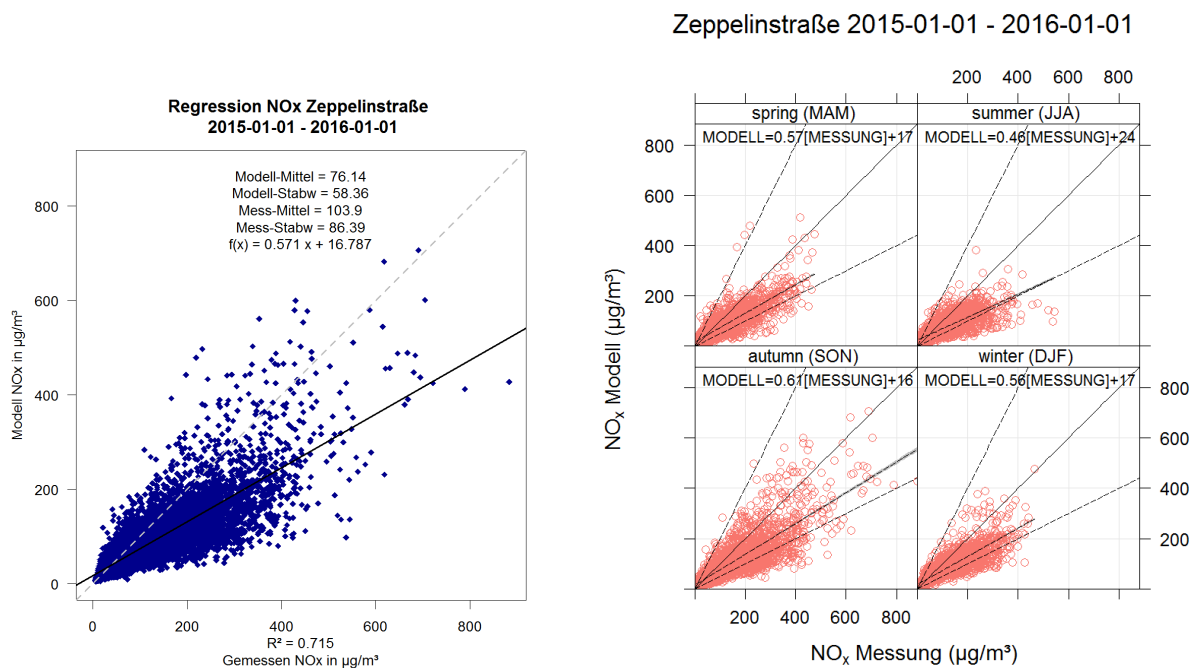 Zeppelinstraße 2015-01-01 - 2016-01-01
Regression NOx Zeppelinstraße
2015-01-01 - 2016-01-01
Modell-Mittel = 76.14
Modell-Stabw = 58.36
Mess-Mittel = 103.9
Mess-Stabw = 86.39
f(x) = 0.571 x + 16.787
Modell NOx in µg/m³
800
600
400
200
0
0 200 400 600 800
R² = 0.715
Gemessen NOx in µg/m³
200 400 600 800
spring (MAM)
summer (JJA)
MODELL=0.57[MESSUNG]+17
MODELL=0.46[MESSUNG]+24
800
600
400
200
NOx Modell (µg/m³)
autumn (SON)
winter (DJF)
MODELL=0.61[MESSUNG]+16
MODELL=0.56[MESSUNG]+17
800
600
400
200
200 400 600 800
NOx Messung (µg/m³)